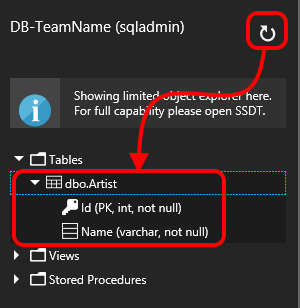 DB-TeamName (sqladmin)
Showing limited object explorer here.
For full capability please open SSDT.
Tables
dbo.Artist
Id (PK, int, not null)
Name (varchar, not null)
Views
Stored Procedures